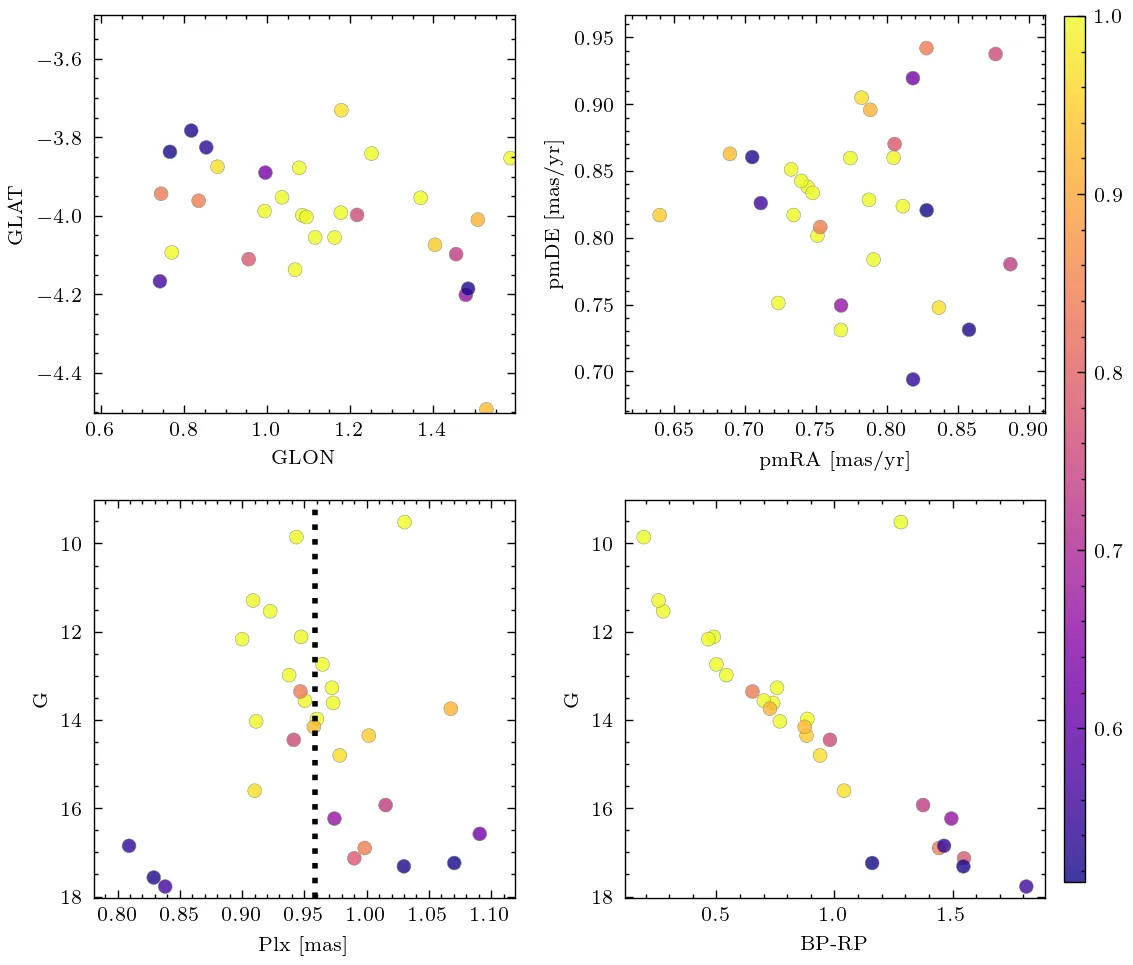 −3.6
−3.8
−4.0
−4.2
−4.4
GLAT
0.6 0.8 1.0 1.2 1.4
GLON
0.95
0.90
0.85
0.80
0.75
0.70
pmDE [mas/yr]
0.65 0.70 0.75 0.80 0.85 0.90
pmRA [mas/yr]
1.0
0.9
0.8
0.7
0.6
10
12
14
16
18
G
0.80 0.85 0.90 0.95 1.00 1.05 1.10
Plx [mas]
10
12
14
16
18
G
0.5 1.0 1.5
BP-RP